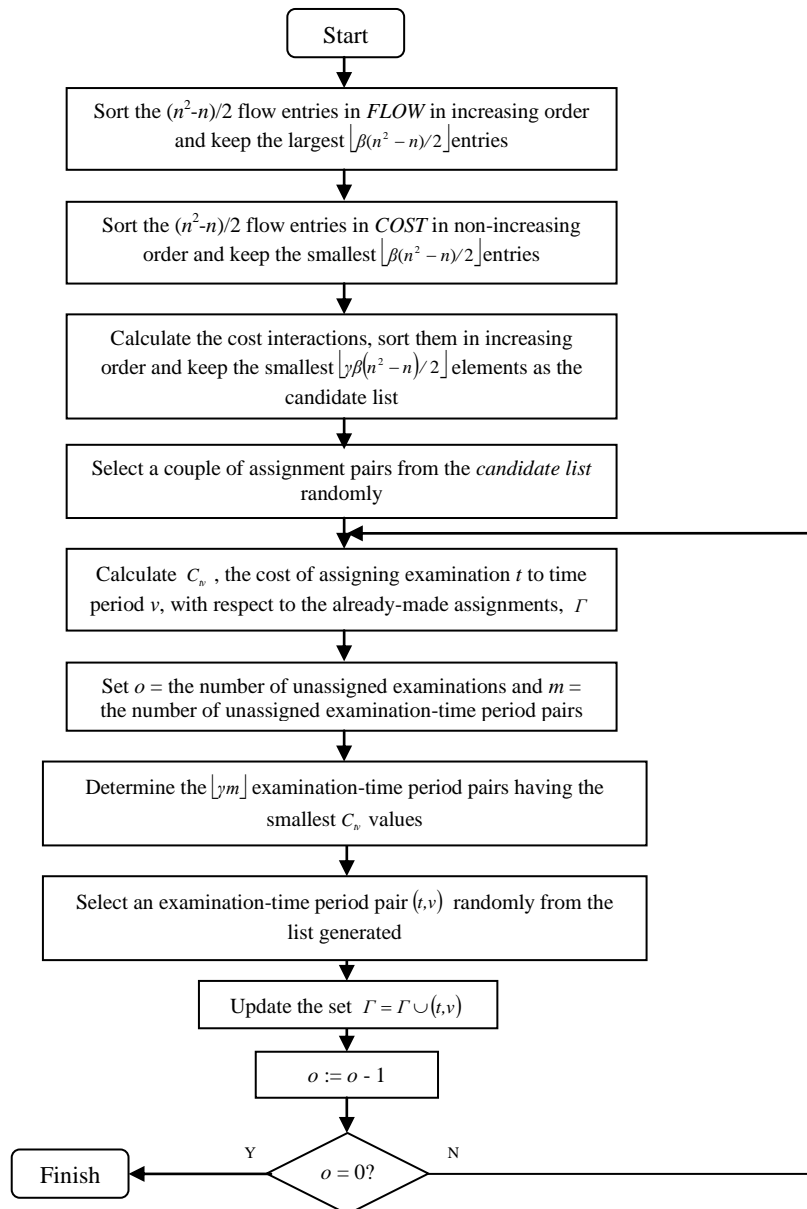 Start
Sort the (n²-n)/2 flow entries in FLOW in increasing order
and keep the largest ⌊β(n² − n)/2⌋entries
Sort the (n²-n)/2 flow entries in COST in non-increasing
order and keep the smallest ⌊β(n² − n)/2⌋entries
Calculate the cost interactions, sort them in increasing
order and keep the smallest ⌊γβ(n² − n)/2⌋ elements as the
candidate list
Select a couple of assignment pairs from the candidate list
randomly
Calculate C_tv , the cost of assigning examination t to time
period v, with respect to the already-made assignments, Γ
Set o = the number of unassigned examinations and m =
the number of unassigned examination-time period pairs
Determine the ⌊γm⌋ examination-time period pairs having the
smallest C_tv values
Select an examination-time period pair (t,v) randomly from the
list generated
Update the set Γ = Γ ∪ (t,v)
o := o - 1
Y
N
o = 0?
Finish